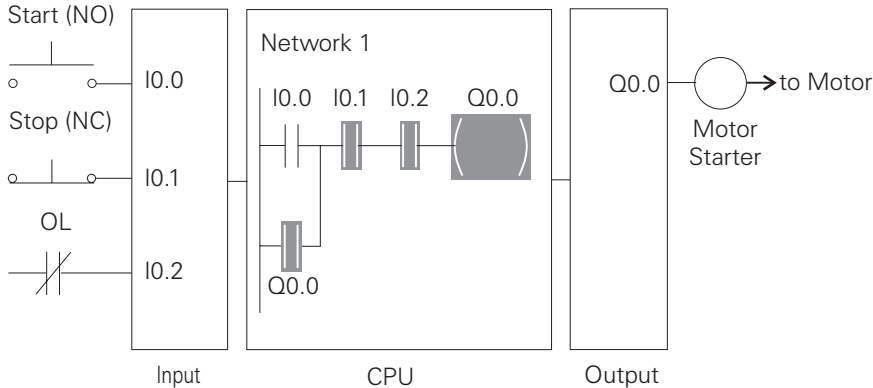 Start (NO)
I0.0
Stop (NC)
I0.1
OL
I0.2
Input
Network 1
I0.0 I0.1 I0.2 Q0.0
Q0.0
CPU
Q0.0
Output
to Motor
Motor
Starter